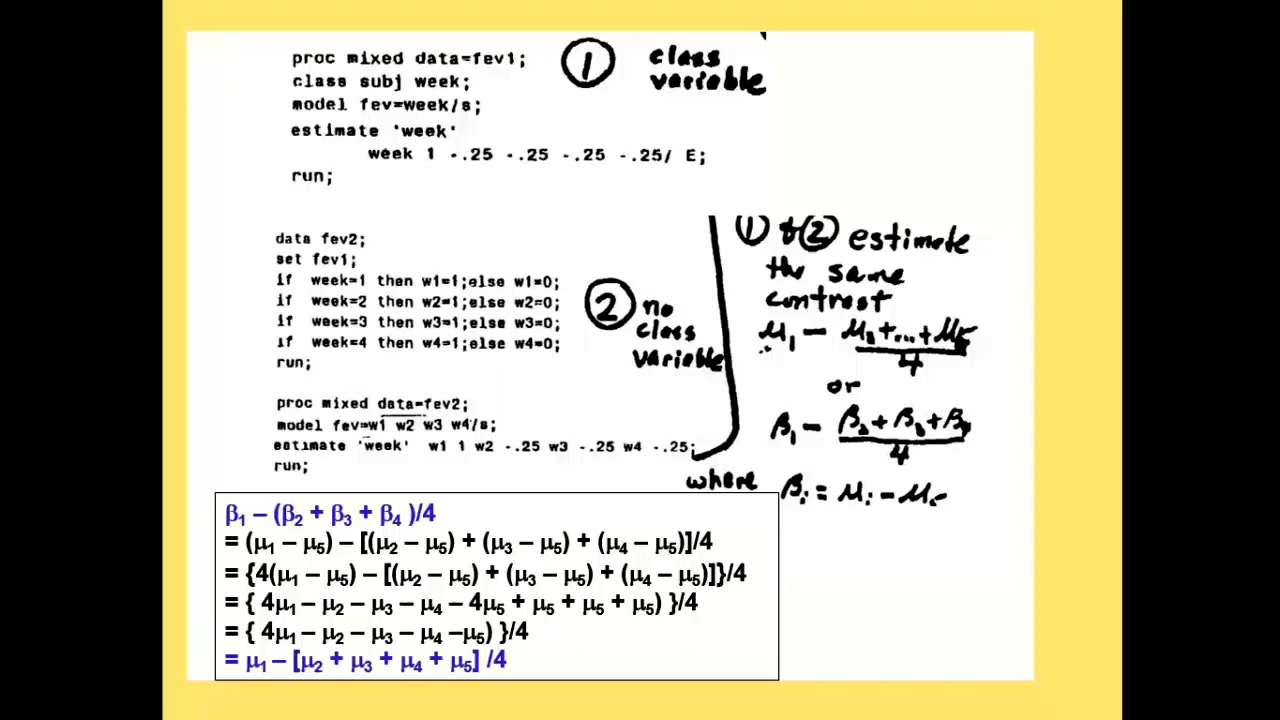 proc mixed data=fev1;
class subj week;
model fev=week/s;
estimate 'week'
week 1 -.25 -.25 -.25 -.25/ E;
run;
1 class
variable
data fev2;
set fev1;
if week=1 then w1=1;else w1=0;
if week=2 then w2=1;else w2=0;
if week=3 then w3=1;else w3=0;
if week=4 then w4=1;else w4=0;
run;
proc mixed data=fev2;
model fev=w1 w2 w3 w4/s;
estimate 'week' w1 1 w2 -.25 w3 -.25 w4 -.25;
run;
2 no
class
variable
1 & 2 estimate
the same
contrast
μ1 – μ2 +...+ μ5
4
or
β1 – β2 + β3 + β4
4
where βi = μi – μ5
β1 – (β2 + β3 + β4 )/4
= (μ1 – μ5) – [(μ2 – μ5) + (μ3 – μ5) + (μ4 – μ5)]/4
= {4(μ1 – μ5) – [(μ2 – μ5) + (μ3 – μ5) + (μ4 – μ5)]}/4
= { 4μ1 – μ2 – μ3 – μ4 – 4μ5 + μ5 + μ5 + μ5) }/4
= { 4μ1 – μ2 – μ3 – μ4 –μ5) }/4
= μ1 – [μ2 + μ3 + μ4 + μ5] /4